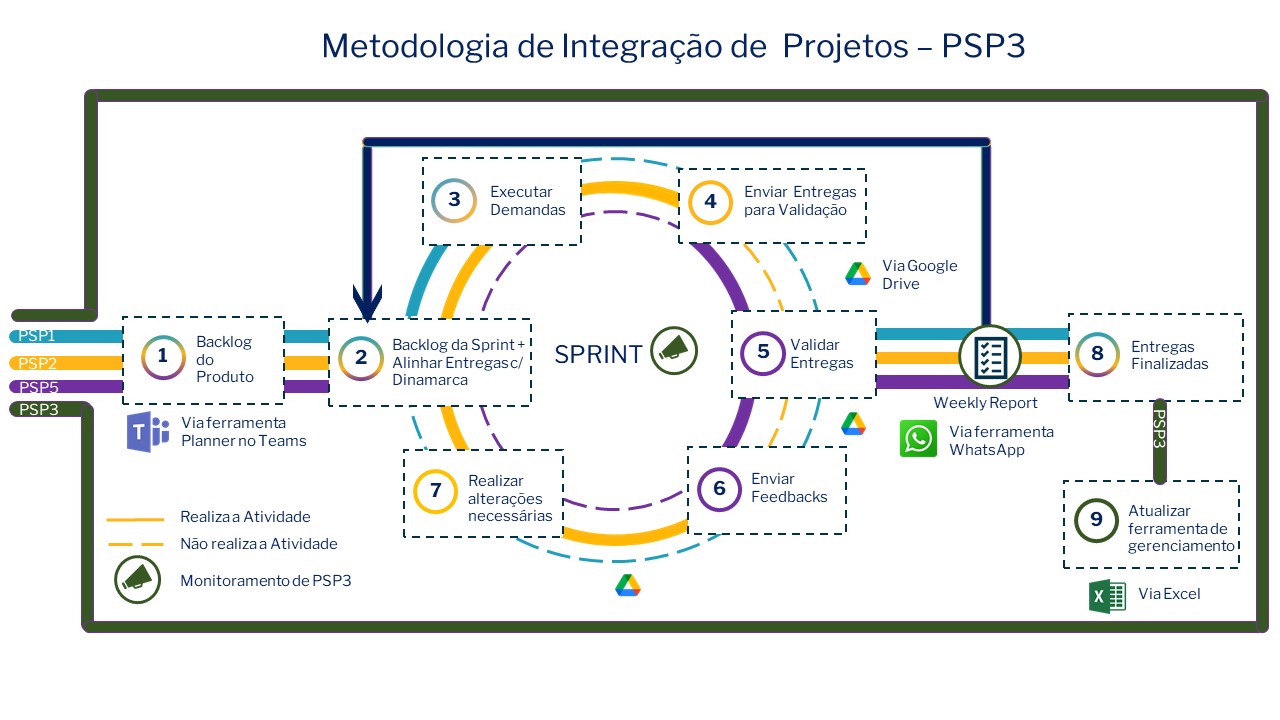 Metodologia de Integração de Projetos – PSP3
3
Executar
Demandas
4
Enviar Entregas
para Validação
Via Google
Drive
PSP1
PSP2
PSP5
PSP3
1
Backlog
do
Produto
2
Backlog da Sprint +
Alinhar Entregas c/
Dinamarca
SPRINT
5
Validar
Entregas
8
Entregas
Finalizadas
Weekly Report
Via ferramenta
Planner no Teams
T
Via ferramenta
WhatsApp
PSP3
7
Realizar
alterações
necessárias
6
Enviar
Feedbacks
9
Atualizar
ferramenta de
gerenciamento
Realiza a Atividade
Não realiza a Atividade
Monitoramento de PSP3
X
Via Excel